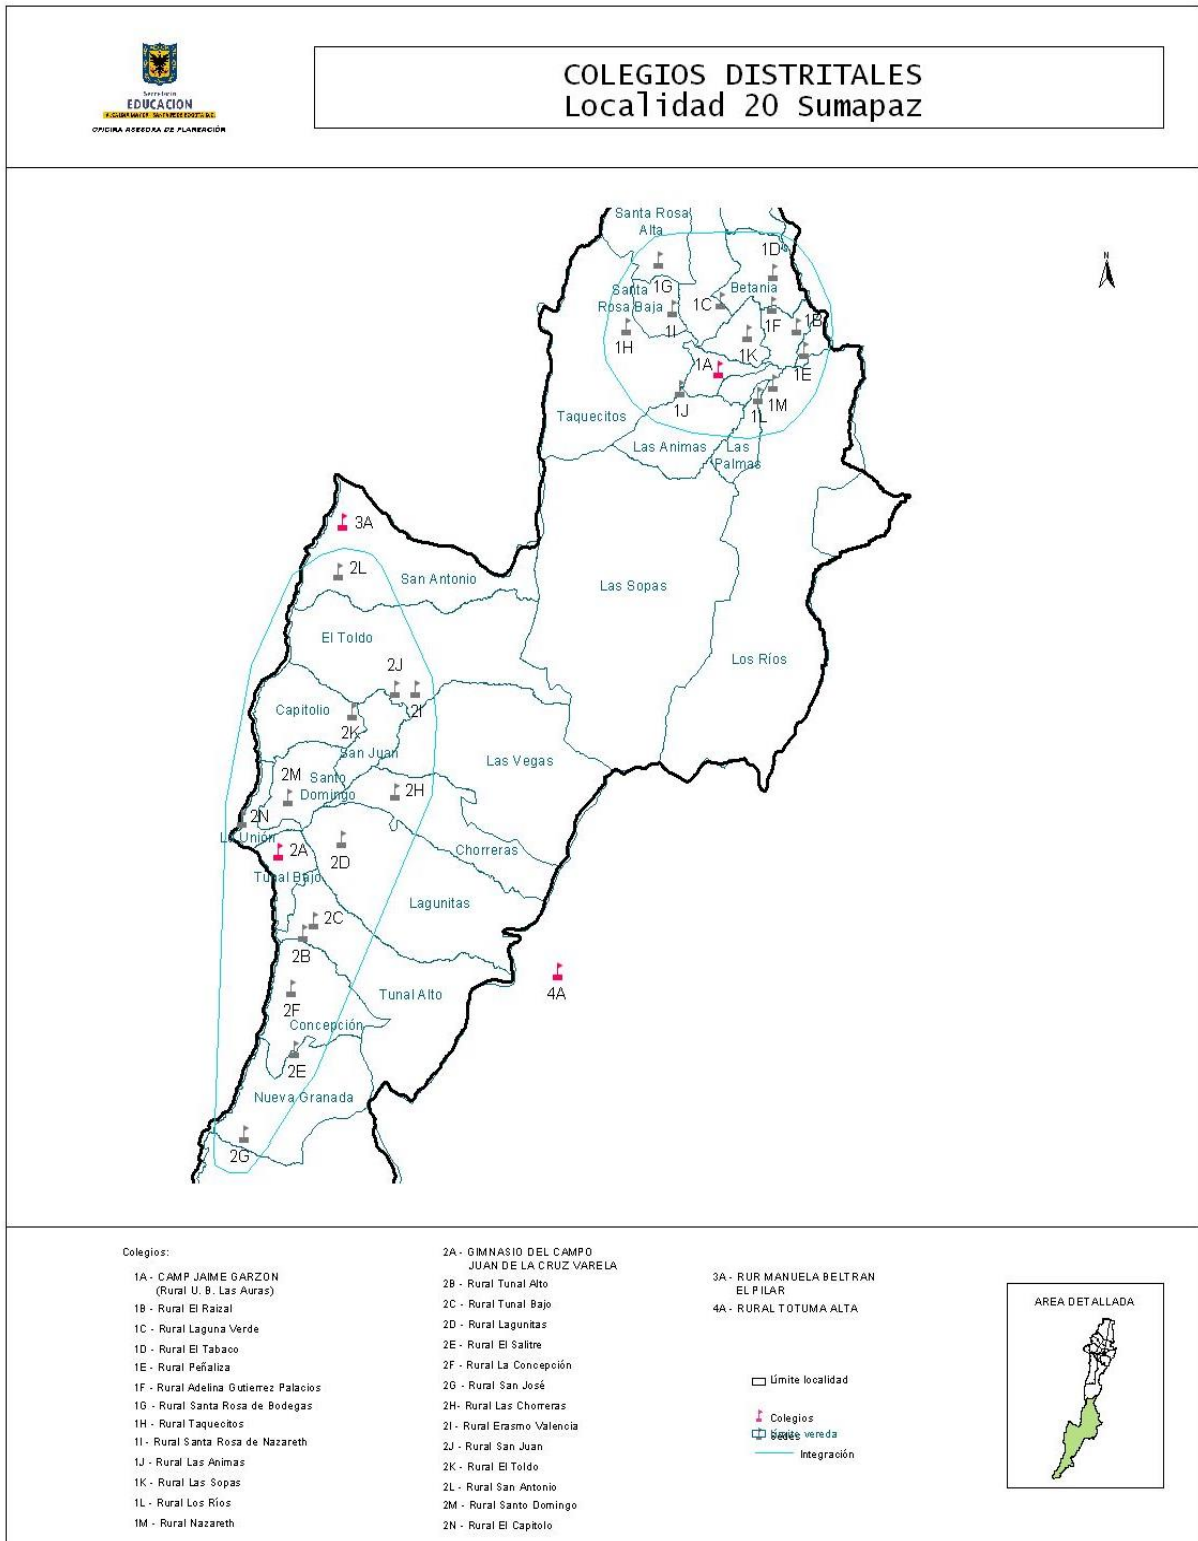 Secretaría
EDUCACION
OFICINA ASESORA DE PLANEACIÓN
COLEGIOS DISTRITALES
Localidad 20 Sumapaz
N
Santa Rosa
Alta
1D
Santa
Rosa Baja
1G
1C
Betania
1I
1F
1B
1H
1K
1A
1E
1J
1L
1M
Taquecitos
Las Animas
Las
Palmas
3A
2L
San Antonio
Las Sopas
El Toldo
Los Ríos
2J
2I
Capitolio
2K
San Juan
Las Vegas
2M
Santo
Domingo
2H
2N
La Unión
2A
2D
Chorreras
Tunal Bajo
Lagunitas
2C
2B
4A
2F
Tunal Alto
Concepción
2E
Nueva Granada
2G
Colegios:
1A - CAMP JAIME GARZON
(Rural U. B. Las Auras)
1B - Rural El Raizal
1C - Rural Laguna Verde
1D - Rural El Tabaco
1E - Rural Peñaliza
1F - Rural Adelina Gutierrez Palacios
1G - Rural Santa Rosa de Bodegas
1H - Rural Taquecitos
1I - Rural Santa Rosa de Nazareth
1J - Rural Las Animas
1K - Rural Las Sopas
1L - Rural Los Ríos
1M - Rural Nazareth
2A - GIMNASIO DEL CAMPO
JUAN DE LA CRUZ VARELA
2B - Rural Tunal Alto
2C - Rural Tunal Bajo
2D - Rural Lagunitas
2E - Rural El Salitre
2F - Rural La Concepción
2G - Rural San José
2H- Rural Las Chorreras
2I - Rural Erasmo Valencia
2J - Rural San Juan
2K - Rural El Toldo
2L - Rural San Antonio
2M - Rural Santo Domingo
2N - Rural El Capitolo
3A - RUR MANUELA BELTRAN
EL PILAR
4A - RURAL TOTUMA ALTA
Límite localidad
Colegios
Límite vereda
Sedes
Integración
AREA DETALLADA